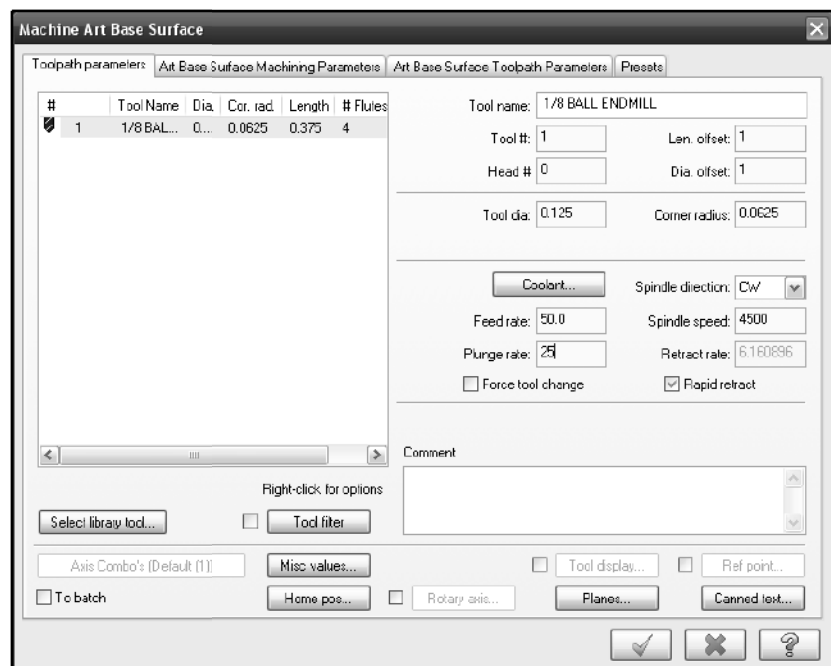 Machine Art Base Surface
Toolpath parameters Art Base Surface Machining Parameters Art Base Surface Toolpath Parameters Presets
# Tool Name Dia. Cor. rad. Length # Flutes
1 1/8 BAL... 0... 0.0625 0.375 4
Tool name: 1/8 BALL ENDMILL
Tool #: 1 Len. offset: 1
Head # 0 Dia. offset: 1
Tool dia: 0.125 Corner radius: 0.0625
Coolant... Spindle direction: CW
Feed rate: 50.0 Spindle speed: 4500
Plunge rate: 25 Retract rate: 6.160896
Force tool change Rapid retract
Comment
Right-click for options
Select library tool... Tool filter
Axis Combo's (Default (1)) Misc values... Tool display... Ref point...
To batch Home pos... Rotary axis... Planes... Canned text...